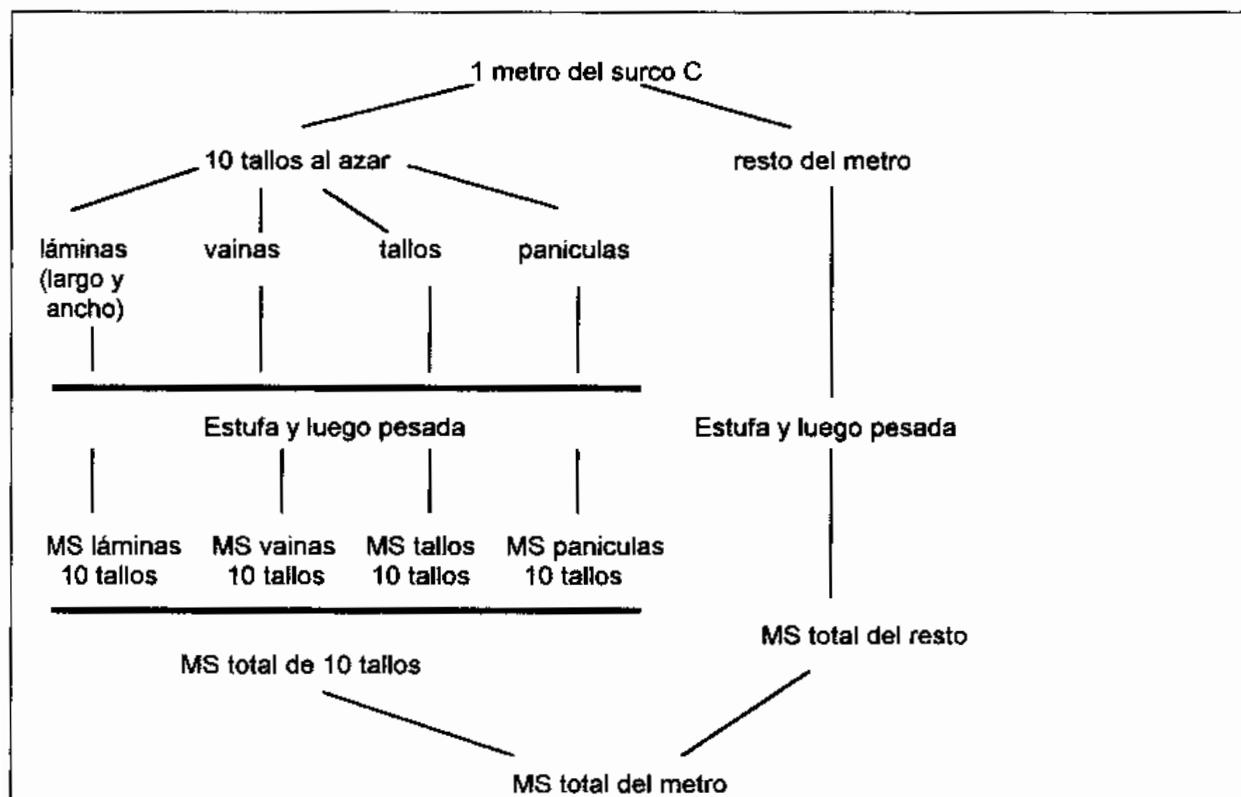 1 metro del surco C
10 tallos al azar
resto del metro
láminas
(largo y
ancho)
vainas
tallos
paniculas
Estufa y luego pesada
Estufa y luego pesada
MS láminas
10 tallos
MS vainas
10 tallos
MS tallos
10 tallos
MS paniculas
10 tallos
MS total del resto
MS total de 10 tallos
MS total del metro